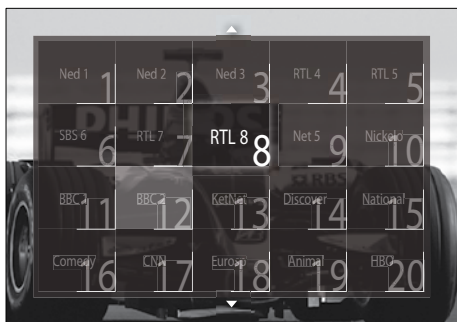 Ned 1 1 Ned 2 2 Ned 3 3 RTL 4 4 RTL 5 5
SBS 6 6 RTL 7 7 RTL 8 8 Net 5 9 Nickelo 10
PHILIPS
RBS
BBC 1 11 BBC 2 12 KetNet 13 Discover 14 National 15
Comedy 16 CNN 17 Eurosp 18 Animal 19 HBO 20